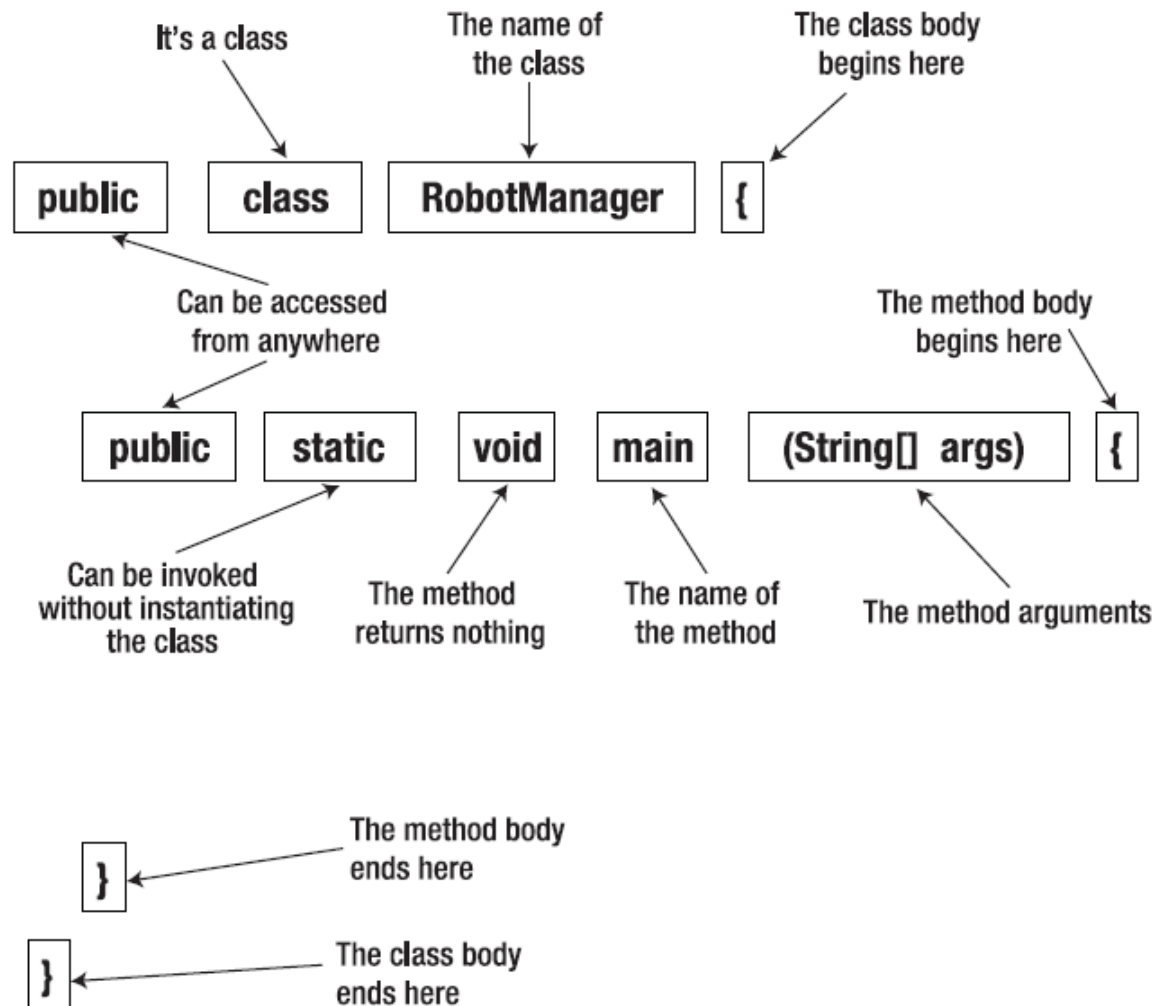 It's a class
The name of
the class
The class body
begins here
public class RobotManager {
Can be accessed
from anywhere
The method body
begins here
public static void main (String[] args) {
Can be invoked
without instantiating
the class
The method
returns nothing
The name of
the method
The method arguments
The method body
ends here
}
The class body
ends here
}